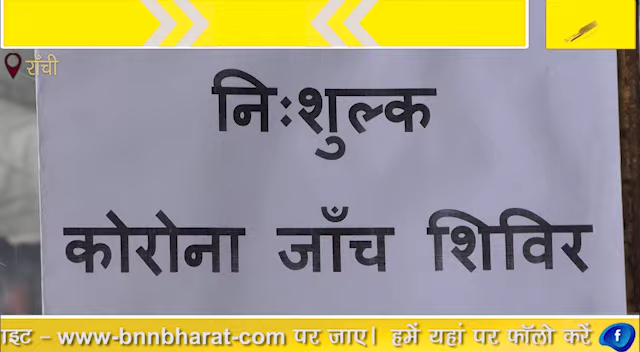 राँची
निःशुल्क
कोरोना जाँच शिविर
इट - www-bnnbharat-com पर जाए। हमें यहां पर फॉलो करें f